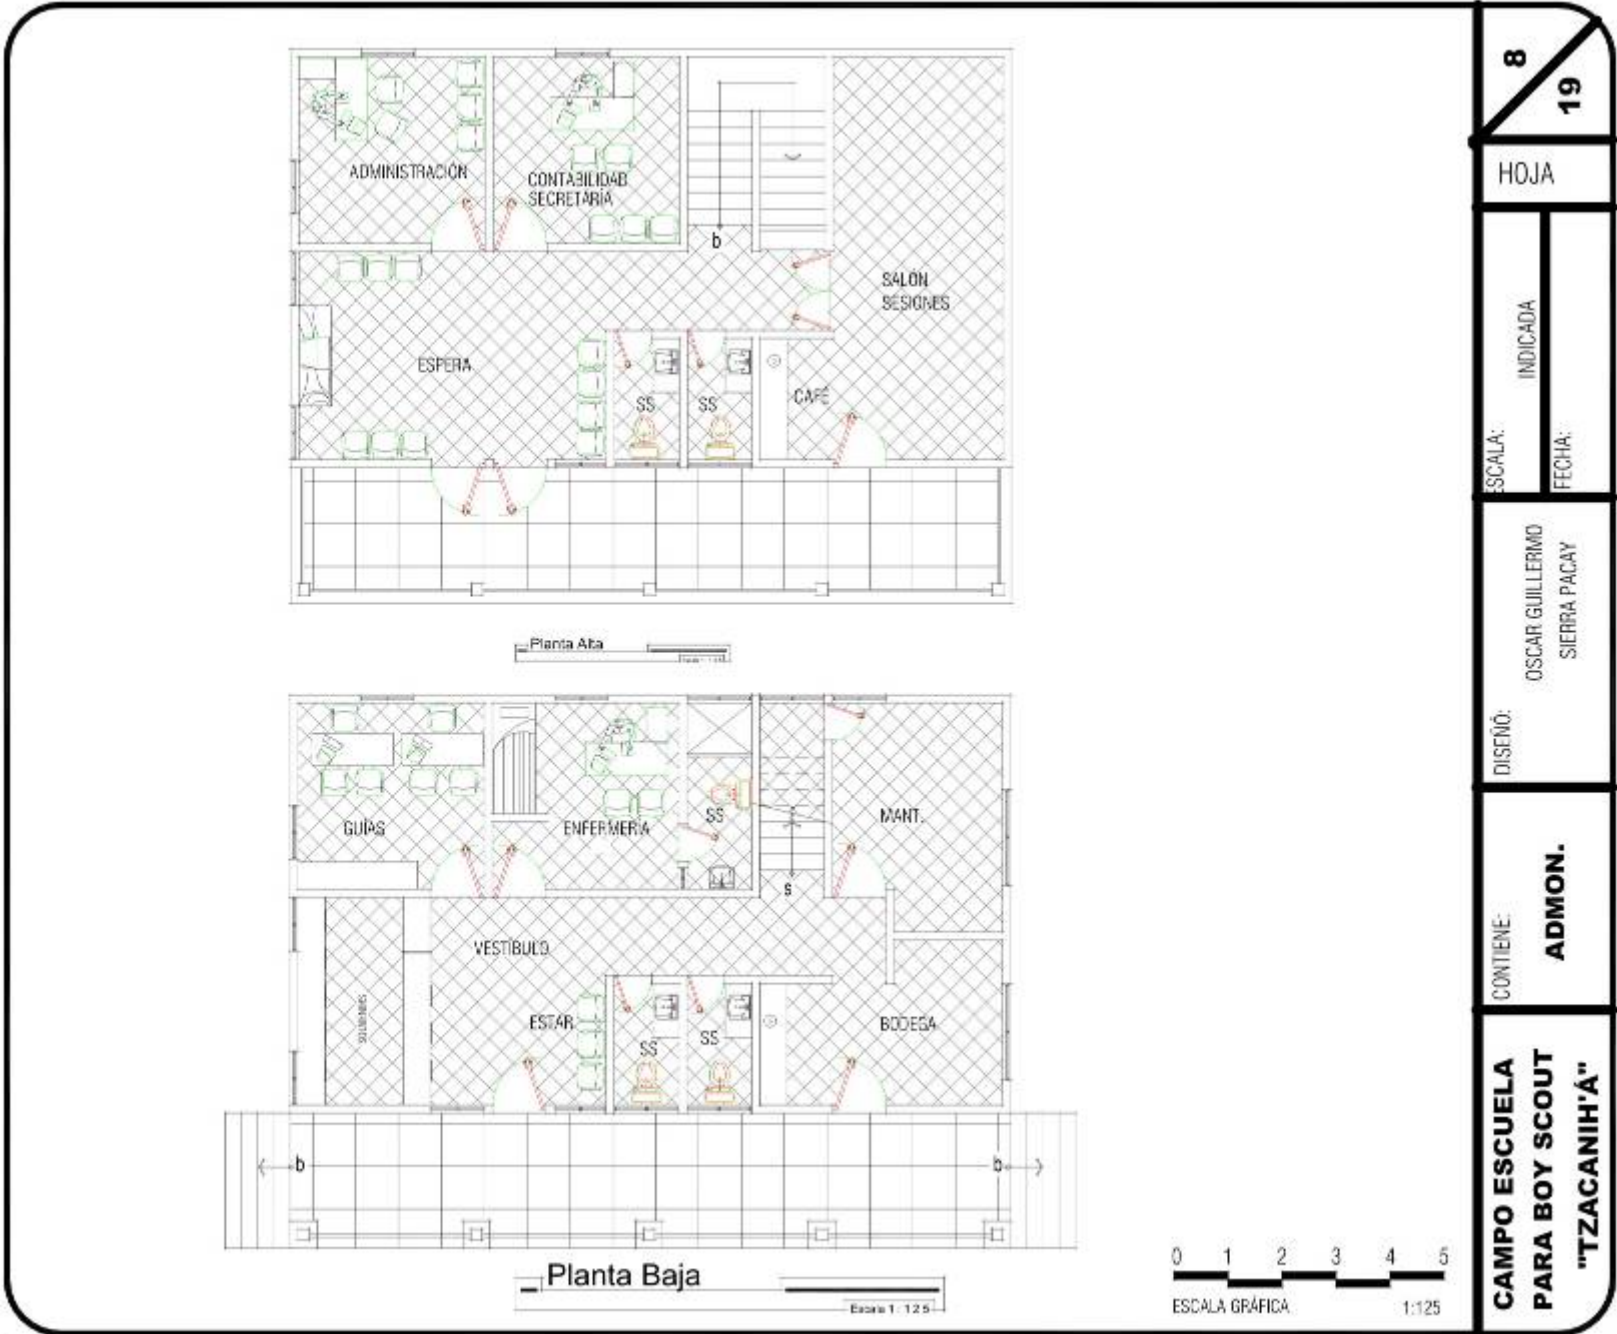 ADMINISTRACIÓN
CONTABILIDAD
SECRETARÍA
b
SALÓN
SESIONES
ESPERA
SS
SS
CAFÉ
Planta Alta
GUÍAS
ENFERMERÍA
SS
MANT.
s
VESTÍBULO
ESTAR
SS
SS
BODEGA
b
b
Planta Baja
Escala 1 : 125
0 1 2 3 4 5
ESCALA GRÁFICA 1:125
8
19
HOJA
ESCALA:
INDICADA
FECHA:
DISEÑO:
OSCAR GUILLERMO
SIERRA PACAY
CONTIENE:
ADMON.
CAMPO ESCUELA
PARA BOY SCOUT
"TZACANIH'Á"